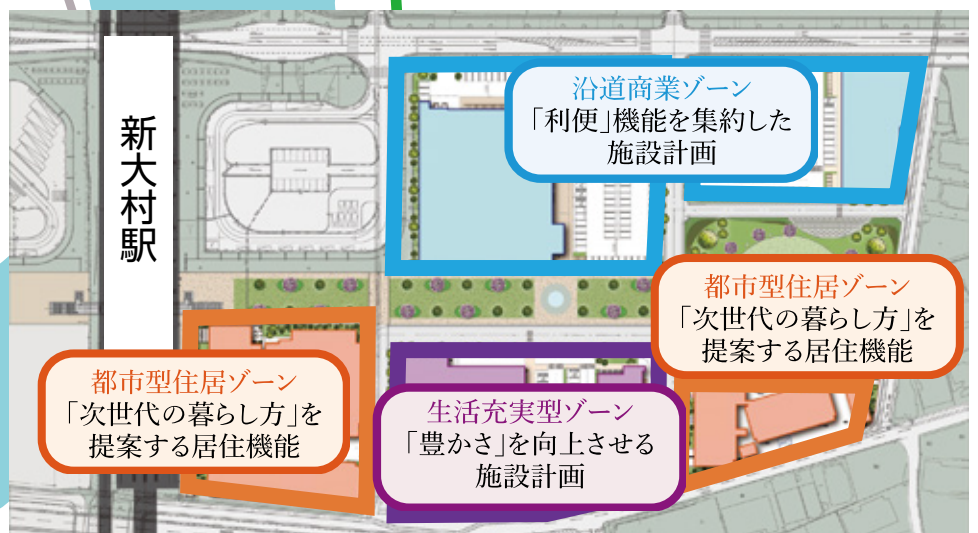 新大村駅
沿道商業ゾーン
「利便」機能を集約した
施設計画
都市型住居ゾーン
「次世代の暮らし方」を
提案する居住機能
都市型住居ゾーン
「次世代の暮らし方」を
提案する居住機能
生活充実型ゾーン
「豊かさ」を向上させる
施設計画